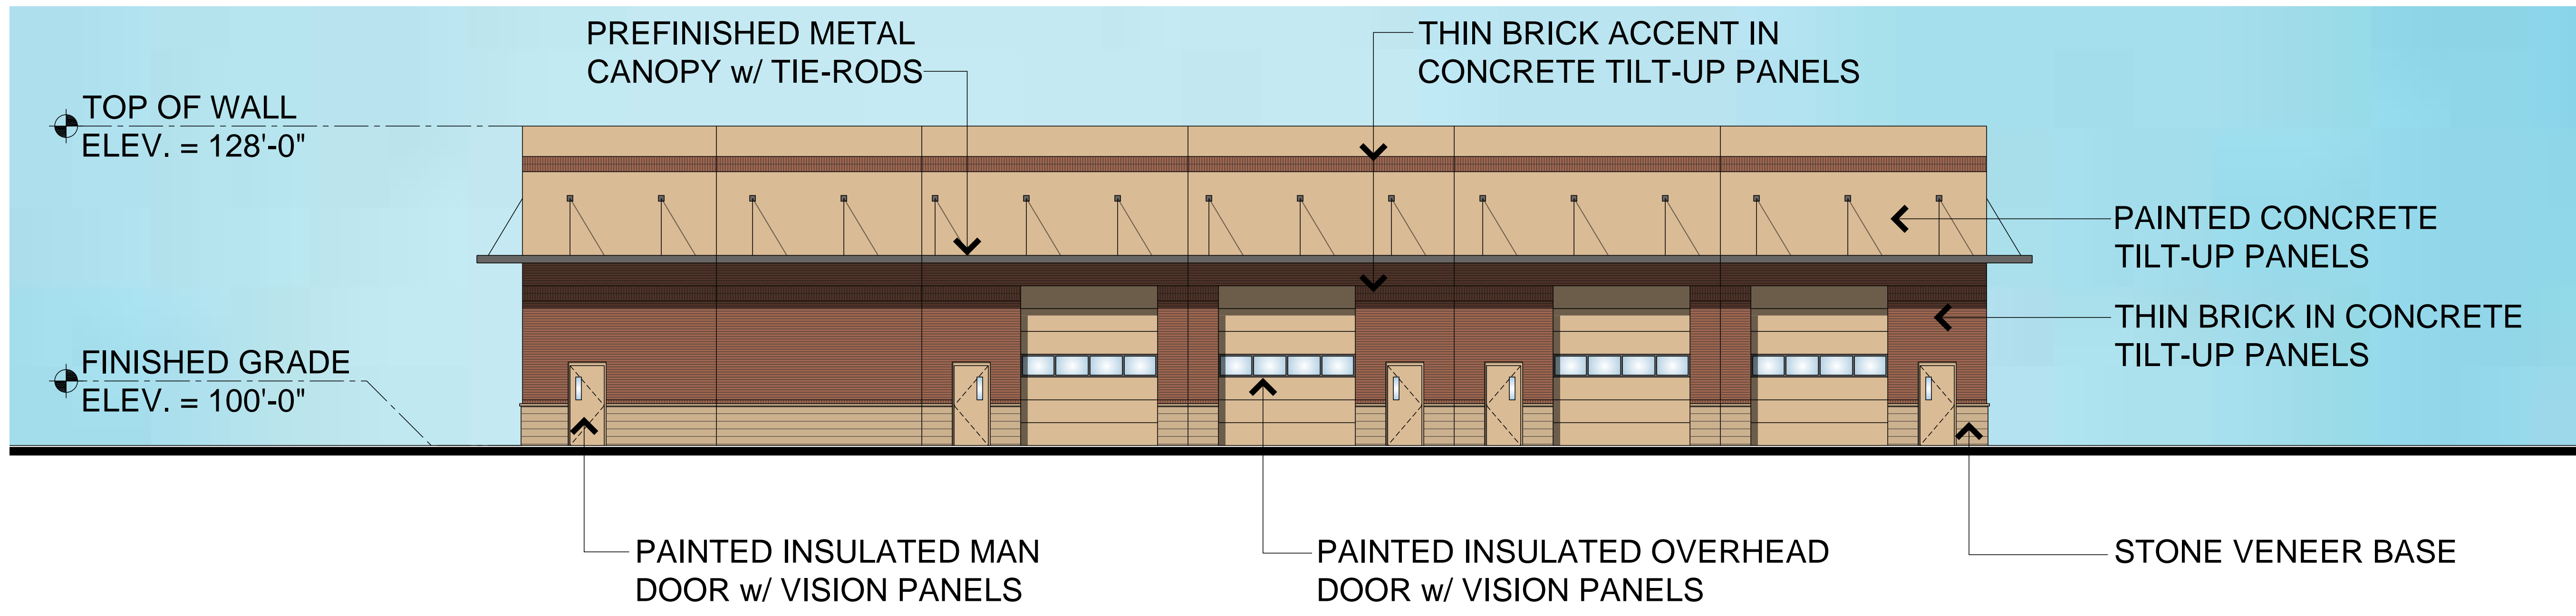 PREFINISHED METAL
CANOPY w/ TIE-RODS
THIN BRICK ACCENT IN
CONCRETE TILT-UP PANELS
TOP OF WALL
ELEV. = 128'-0"
PAINTED CONCRETE
TILT-UP PANELS
THIN BRICK IN CONCRETE
TILT-UP PANELS
FINISHED GRADE
ELEV. = 100'-0"
PAINTED INSULATED MAN
DOOR w/ VISION PANELS
PAINTED INSULATED OVERHEAD
DOOR w/ VISION PANELS
STONE VENEER BASE